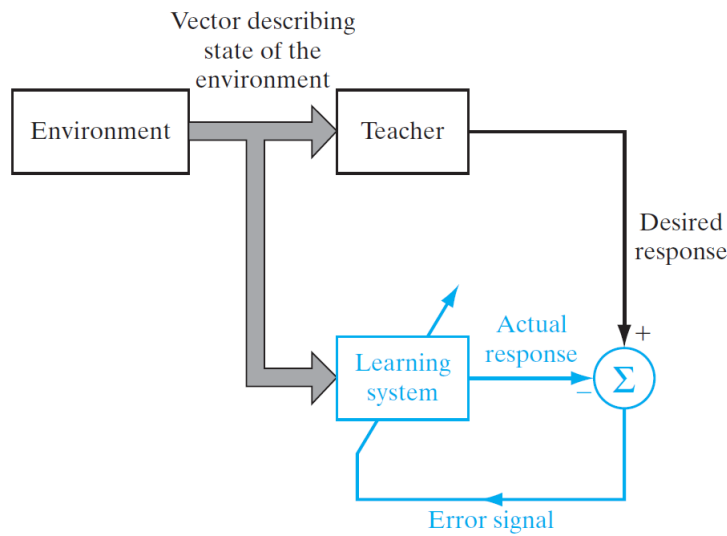 Vector describing
state of the
environment
Environment
Teacher
Desired
response
+
Actual
response
Learning
system
−
Σ
Error signal